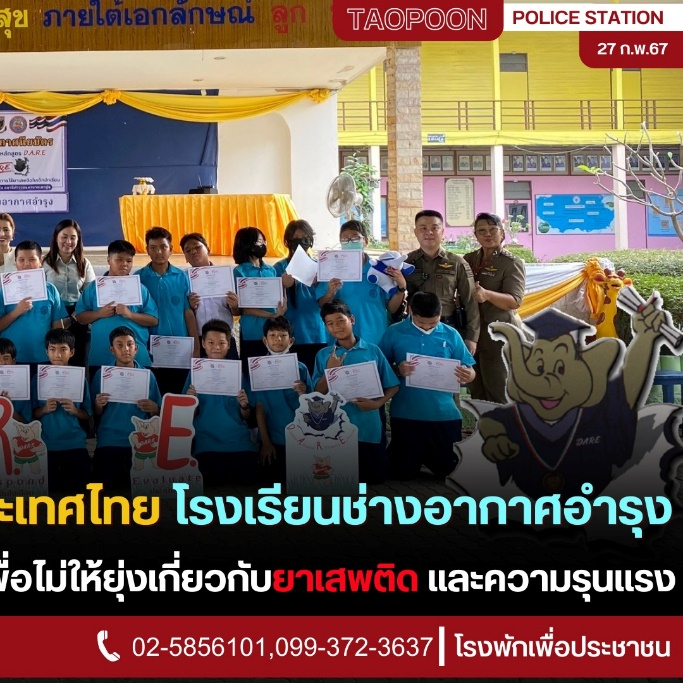 สุข ภายใต้เอกลักษณ์ ลูก
TAOPOON
POLICE STATION
27 ก.พ.67
D.A.R.E
R.
E.
Evaluate
D.A.R.E
DARE
ะเทศไทย โรงเรียนช่างอากาศอำรุง
พื่อไม่ให้ยุ่งเกี่ยวกับยาเสพติด และความรุนแรง
02-5856101,099-372-3637 โรงพักเพื่อประชาชน